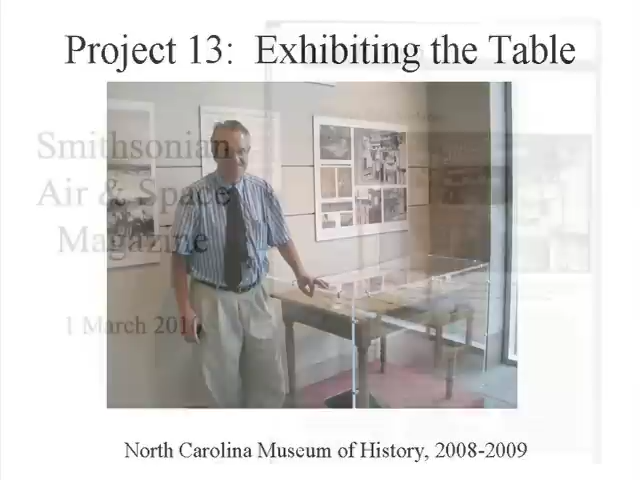 Project 13: Exhibiting the Table
Smithsonian
Air & Space
Magazine
1 March 2010
North Carolina Museum of History, 2008-2009